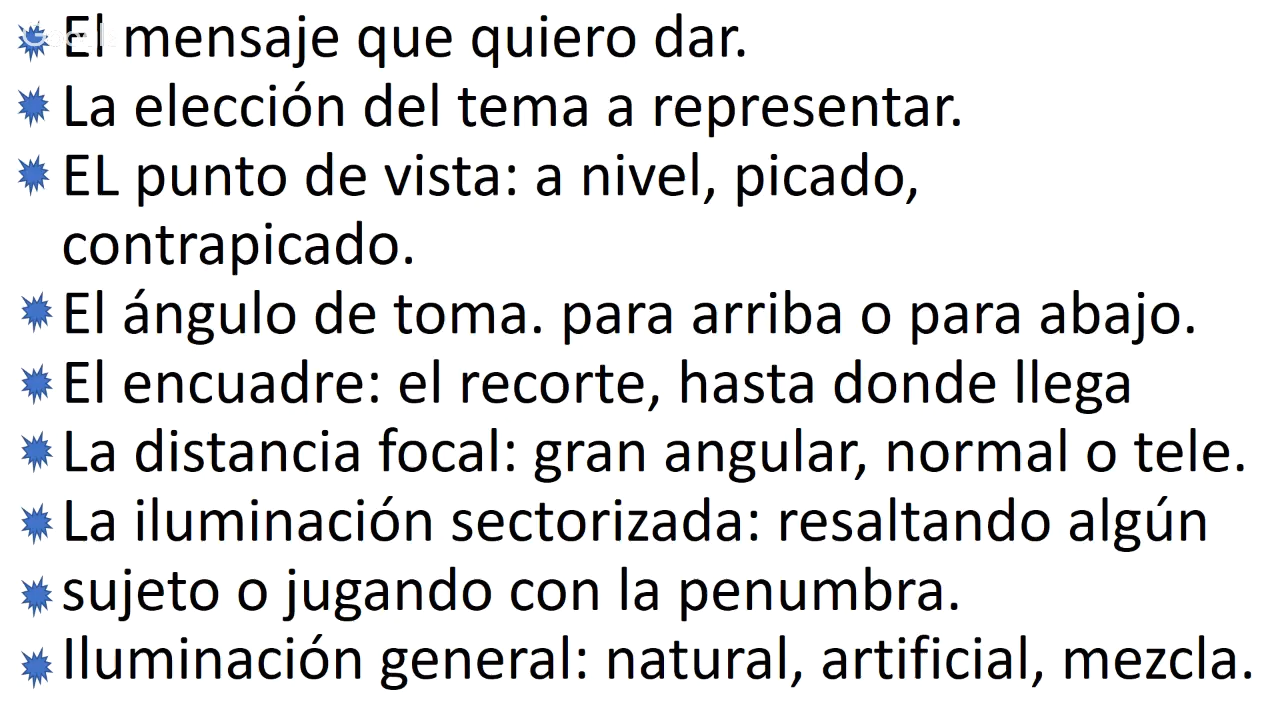 El mensaje que quiero dar.
La elección del tema a representar.
EL punto de vista: a nivel, picado,
contrapicado.
El ángulo de toma. para arriba o para abajo.
El encuadre: el recorte, hasta donde llega
La distancia focal: gran angular, normal o tele.
La iluminación sectorizada: resaltando algún
sujeto o jugando con la penumbra.
Iluminación general: natural, artificial, mezcla.